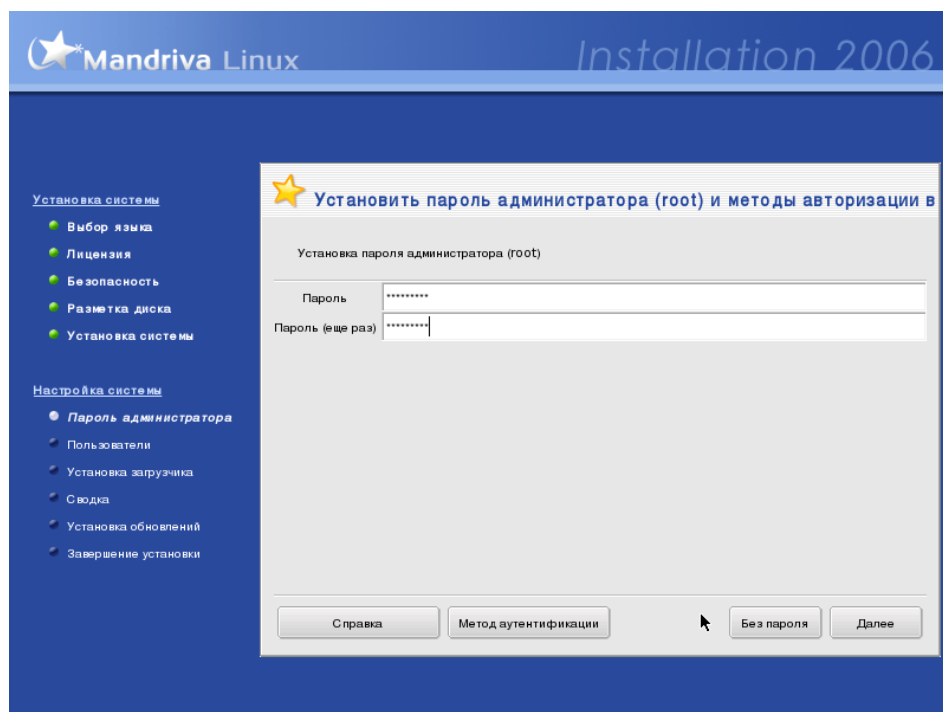 Mandriva Linux
Installation 2006
Установка системы
Выбор языка
Лицензия
Безопасность
Разметка диска
Установка системы
Настройка системы
Пароль администратора
Пользователи
Установка загрузчика
Сводка
Установка обновлений
Завершение установки
Установить пароль администратора (root) и методы авторизации в
Установка пароля администратора (root)
Пароль *********
Пароль (еще раз) *********
Справка
Метод аутентификации
Без пароля
Далее